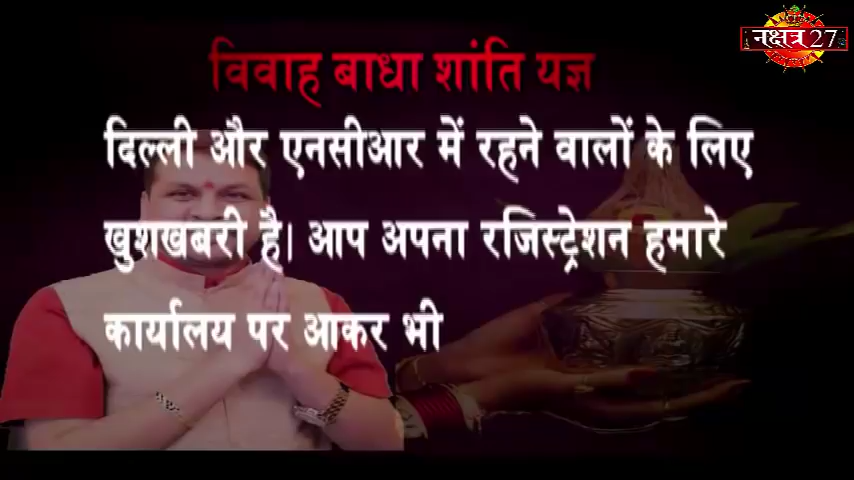 नक्षत्र 27
विवाह बाधा शांति यज्ञ
दिल्ली और एनसीआर में रहने वालों के लिए
खुशखबरी है। आप अपना रजिस्ट्रेशन हमारे
कार्यालय पर आकर भी